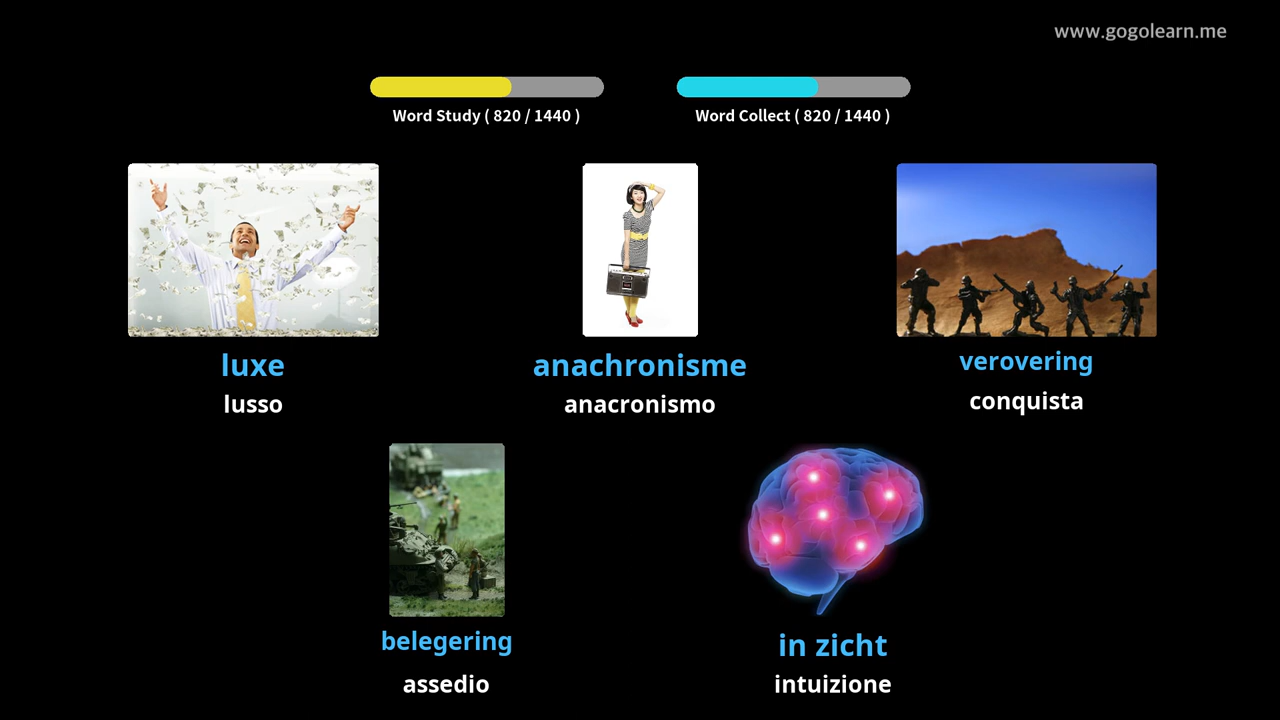 www.gogolearn.me
Word Study ( 820 / 1440 )
Word Collect ( 820 / 1440 )
luxe
lusso
anachronisme
anacronismo
verovering
conquista
belegering
assedio
in zicht
intuizione